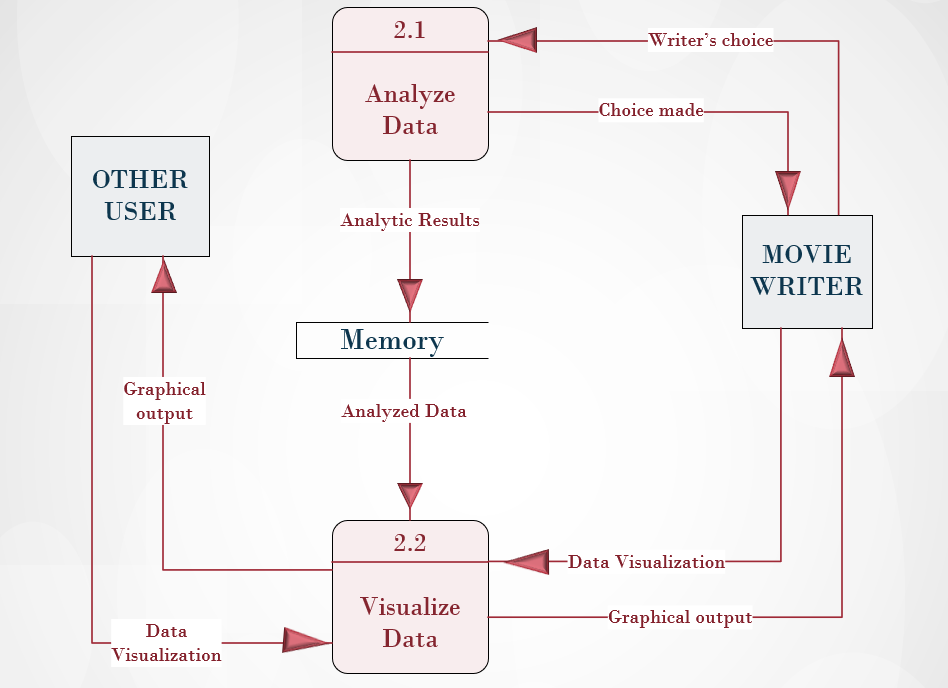 2.1
Analyze
Data
Writer's choice
Choice made
OTHER
USER
Analytic Results
MOVIE
WRITER
Memory
Graphical
output
Analyzed Data
2.2
Visualize
Data
Data Visualization
Graphical output
Data
Visualization